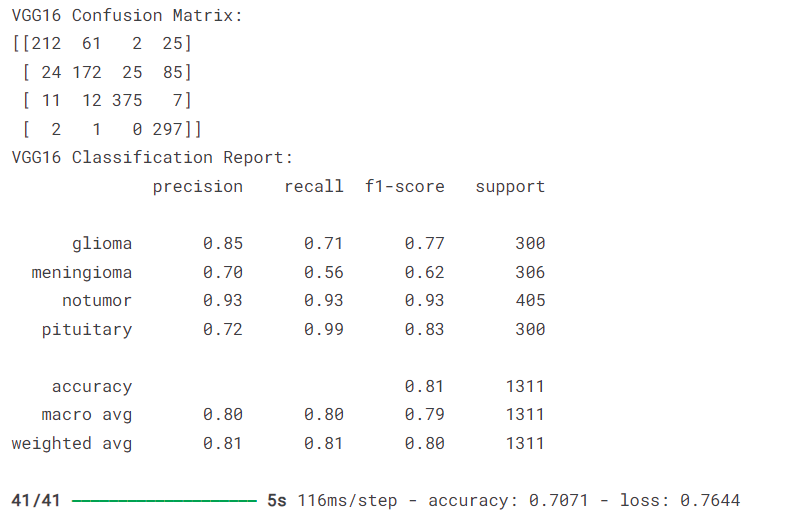 VGG16 Confusion Matrix:
[[212  61   2  25]
 [ 24 172  25  85]
 [ 11  12 375   7]
 [  2   1   0 297]]
VGG16 Classification Report:
              precision    recall  f1-score   support
      glioma       0.85      0.71      0.77       300
  meningioma       0.70      0.56      0.62       306
     notumor       0.93      0.93      0.93       405
   pituitary       0.72      0.99      0.83       300
    accuracy                           0.81      1311
   macro avg       0.80      0.80      0.79      1311
weighted avg       0.81      0.81      0.80      1311
41/41 ━━━━━━━━━━━━━━━━━━━━ 5s 116ms/step - accuracy: 0.7071 - loss: 0.7644